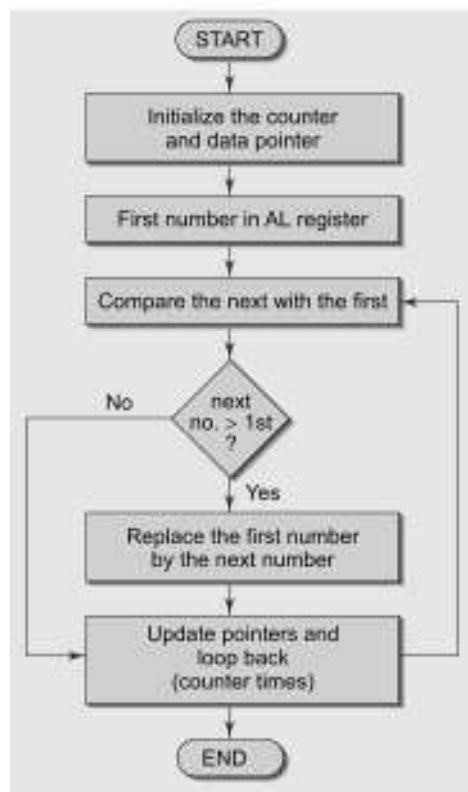 START
Initialize the counter
and data pointer
First number in AL register
Compare the next with the first
No
next
no. > 1st
?
Yes
Replace the first number
by the next number
Update pointers and
loop back
(counter times)
END